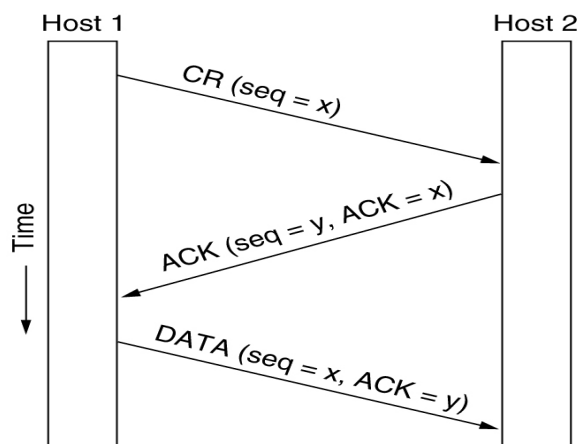 Host 1
Host 2
CR (seq = x)
ACK (seq = y, ACK = x)
Time
DATA (seq = x, ACK = y)